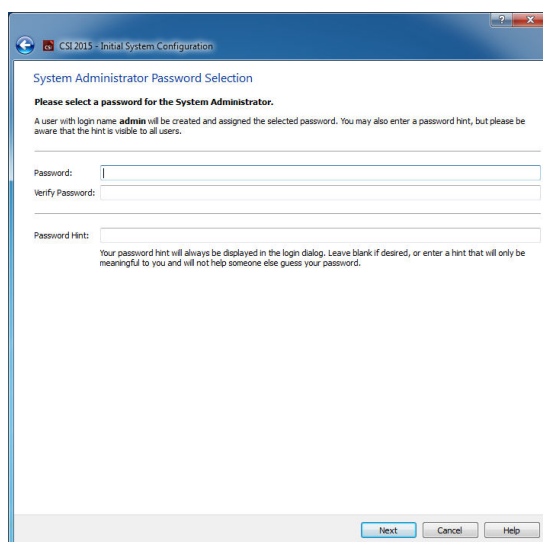 CSI 2015 - Initial System Configuration
System Administrator Password Selection
Please select a password for the System Administrator.
A user with login name admin will be created and assigned the selected password. You may also enter a password hint, but please be
aware that the hint is visible to all users.
Password:
Verify Password:
Password Hint:
Your password hint will always be displayed in the login dialog. Leave blank if desired, or enter a hint that will only be
meaningful to you and will not help someone else guess your password.
Next Cancel Help